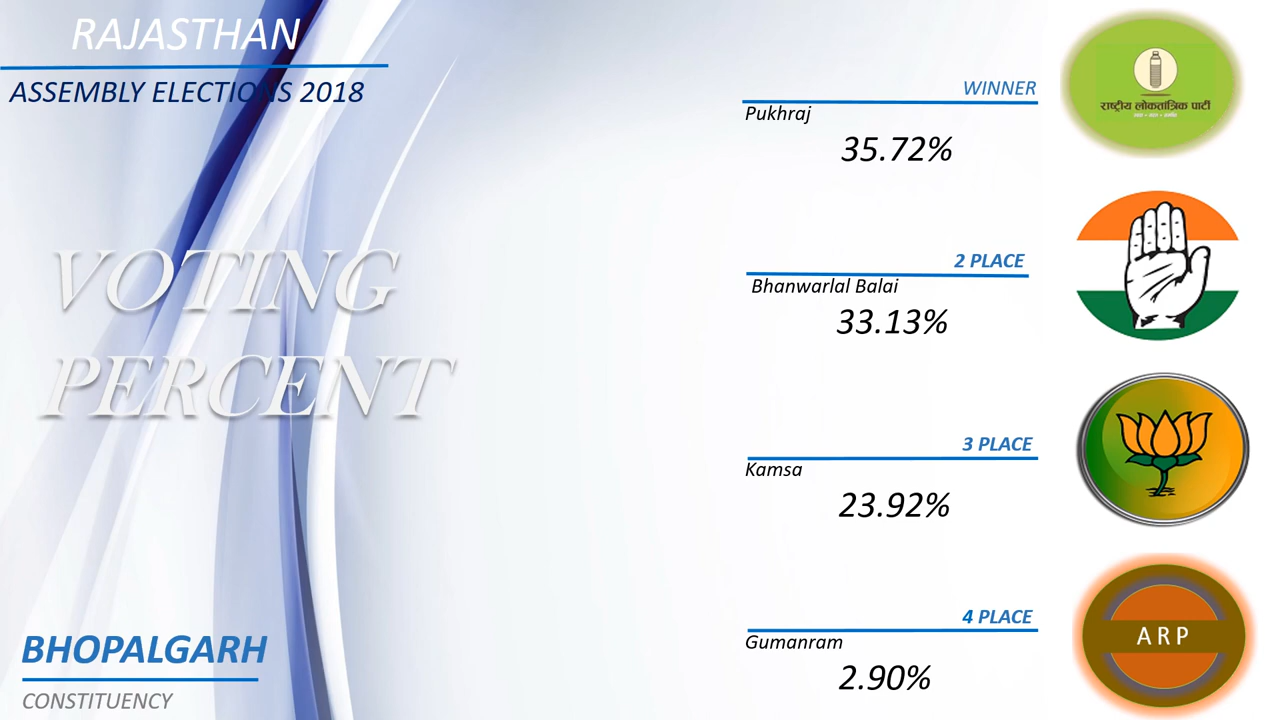 RAJASTHAN
ASSEMBLY ELECTIONS 2018
VOTING
PERCENT
BHOPALGARH
CONSTITUENCY
WINNER
Pukhraj
35.72%
राष्ट्रीय लोकतांत्रिक पार्टी
2 PLACE
Bhanwarlal Balai
33.13%
3 PLACE
Kamsa
23.92%
4 PLACE
Gumanram
2.90%
ARP